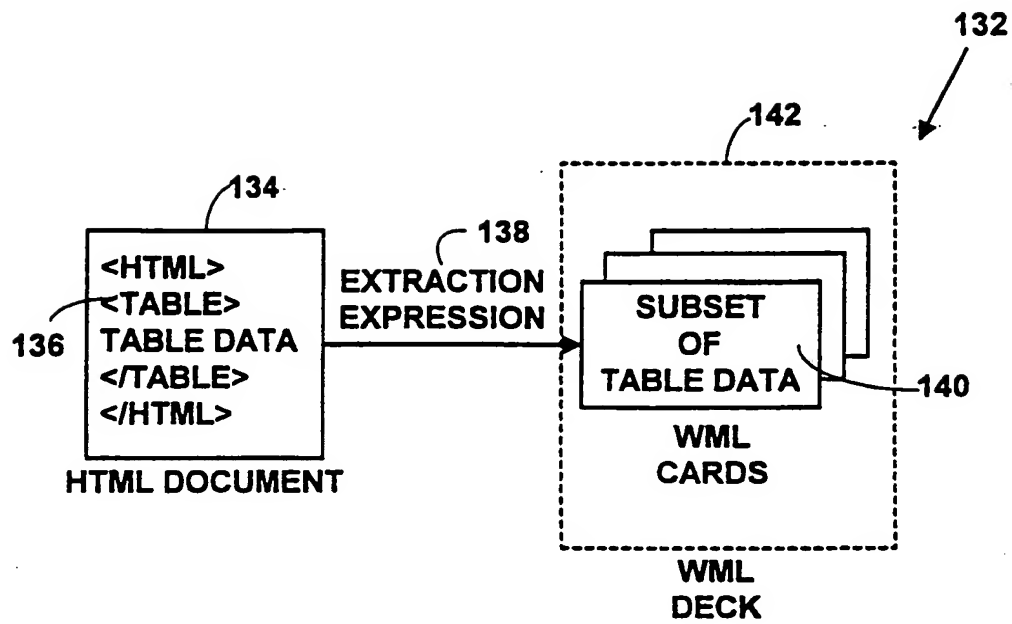 132
142
134
138
<HTML>
<TABLE>
136
TABLE DATA
</TABLE>
</HTML>
HTML DOCUMENT
EXTRACTION
EXPRESSION
SUBSET
OF
TABLE DATA
140
WML
CARDS
WML
DECK